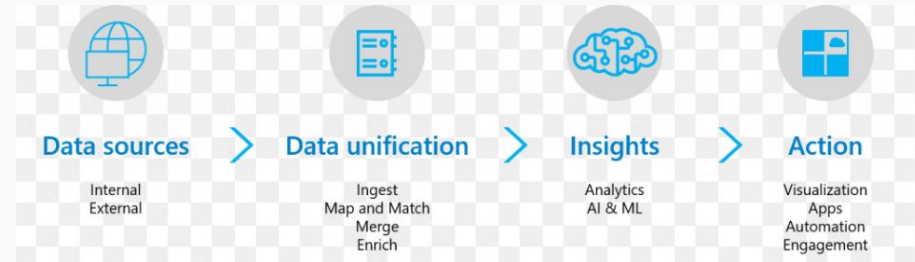 Data sources
Data unification
Insights
Action
Internal
External
Ingest
Map and Match
Merge
Enrich
Analytics
AI & ML
Visualization
Apps
Automation
Engagement